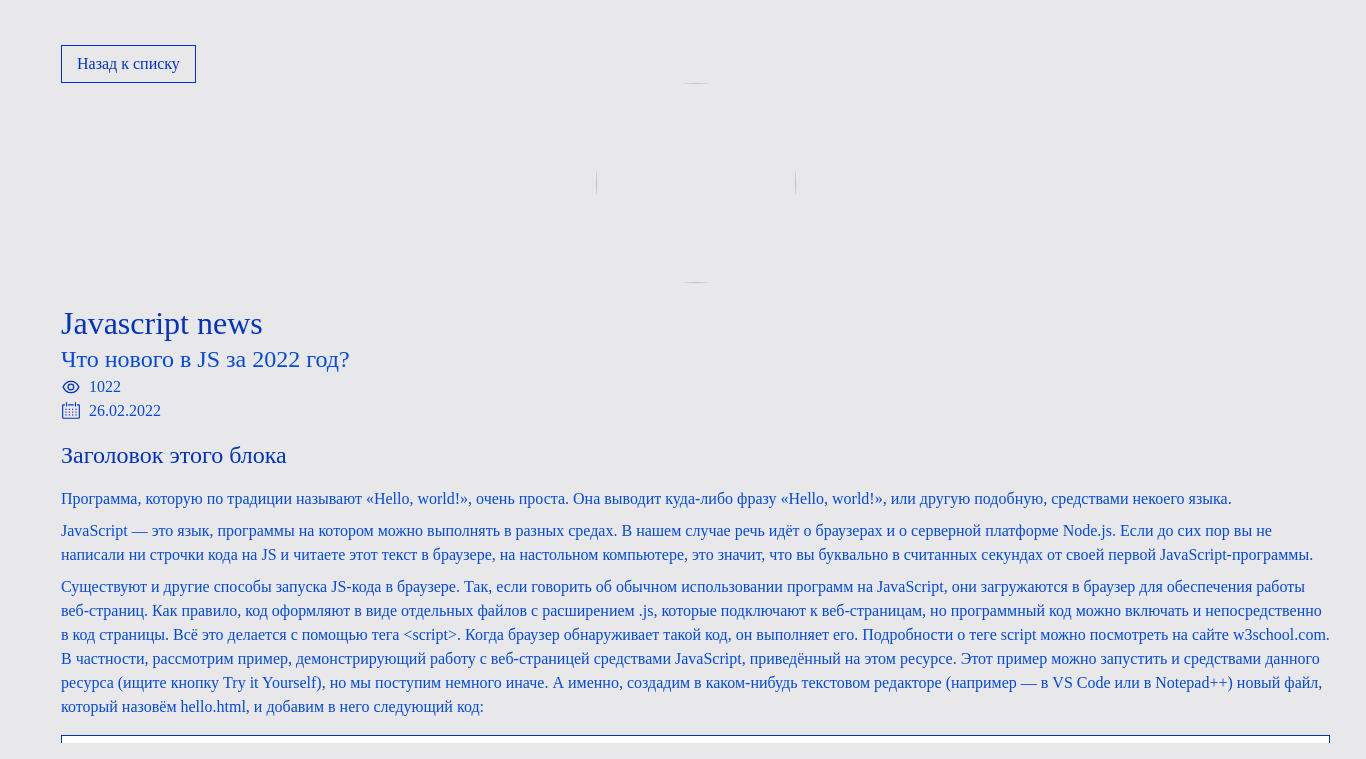 Назад к списку
Javascript news
Что нового в JS за 2022 год?
1022
26.02.2022
Заголовок этого блока
Программа, которую по традиции называют «Hello, world!», очень проста. Она выводит куда-либо фразу «Hello, world!», или другую подобную, средствами некоего языка.
JavaScript — это язык, программы на котором можно выполнять в разных средах. В нашем случае речь идёт о браузерах и о серверной платформе Node.js. Если до сих пор вы не
написали ни строчки кода на JS и читаете этот текст в браузере, на настольном компьютере, это значит, что вы буквально в считанных секундах от своей первой JavaScript-программы.
Существуют и другие способы запуска JS-кода в браузере. Так, если говорить об обычном использовании программ на JavaScript, они загружаются в браузер для обеспечения работы
веб-страниц. Как правило, код оформляют в виде отдельных файлов с расширением .js, которые подключают к веб-страницам, но программный код можно включать и непосредственно
в код страницы. Всё это делается с помощью тега <script>. Когда браузер обнаруживает такой код, он выполняет его. Подробности о теге script можно посмотреть на сайте w3school.com.
В частности, рассмотрим пример, демонстрирующий работу с веб-страницей средствами JavaScript, приведённый на этом ресурсе. Этот пример можно запустить и средствами данного
ресурса (ищите кнопку Try it Yourself), но мы поступим немного иначе. А именно, создадим в каком-нибудь текстовом редакторе (например — в VS Code или в Notepad++) новый файл,
который назовём hello.html, и добавим в него следующий код: